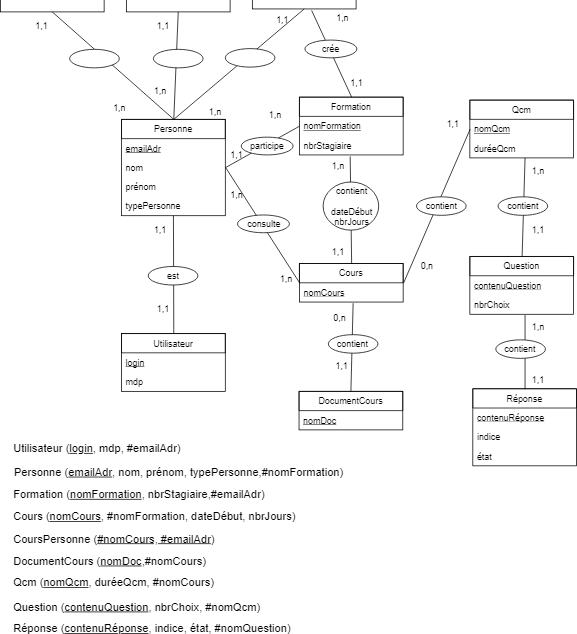 1,1
1,1
1,1
1,n
crée
1,n
1,n
1,n
1,n
1,1
Formation
nomFormation
nbrStagiaire
Qcm
nomQcm
duréeQcm
Personne
emailAdr
nom
prénom
typePersonne
participe
1,1
1,1
1,n
1,n
1,n
contient
dateDébut
nbrJours
contient
contient
consulte
1,1
1,1
1,1
1,n
0,n
est
Cours
nomCours
Question
contenuQuestion
nbrChoix
1,1
0,n
1,n
Utilisateur
login
mdp
contient
contient
1,1
1,1
DocumentCours
nomDoc
Réponse
contenuRéponse
indice
état
Utilisateur (login, mdp, #emailAdr)
Personne (emailAdr, nom, prénom, typePersonne,#nomFormation)
Formation (nomFormation, nbrStagiaire,#emailAdr)
Cours (nomCours, #nomFormation, dateDébut, nbrJours)
CoursPersonne (#nomCours, #emailAdr)
DocumentCours (nomDoc,#nomCours)
Qcm (nomQcm, duréeQcm, #nomCours)
Question (contenuQuestion, nbrChoix, #nomQcm)
Réponse (contenuRéponse, indice, état, #nomQuestion)